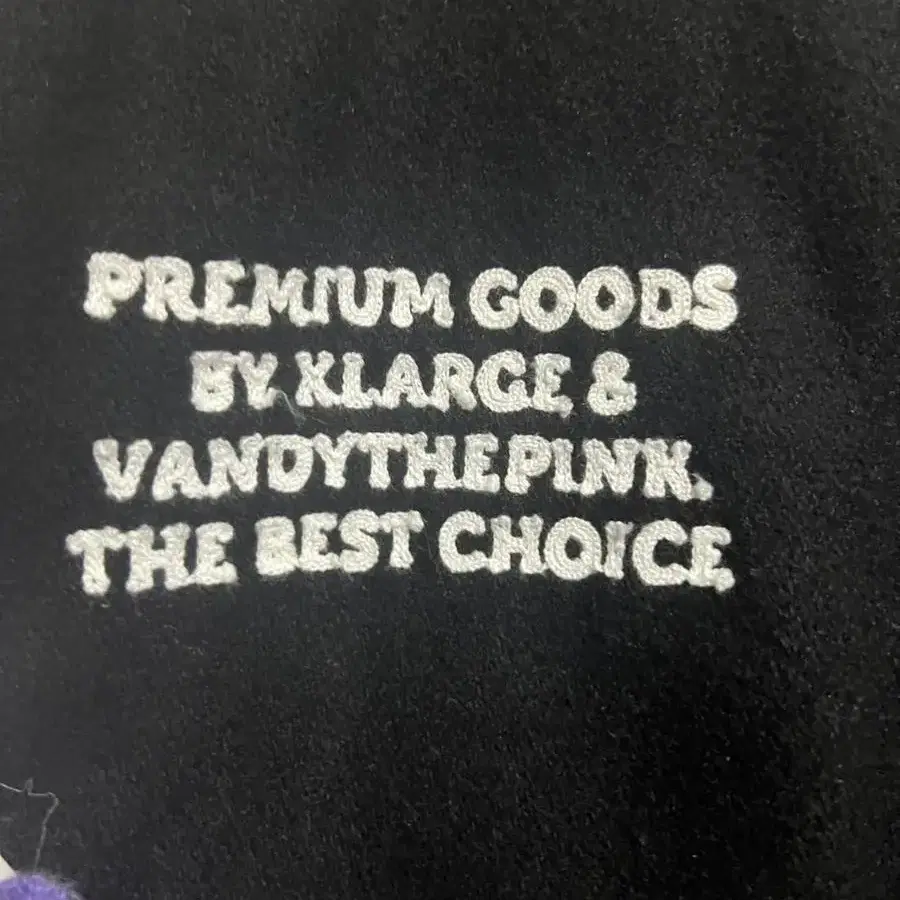 PREMIUM GOODS
BY XLARGE &
VANDYTHEPINK.
THE BEST CHOICE.